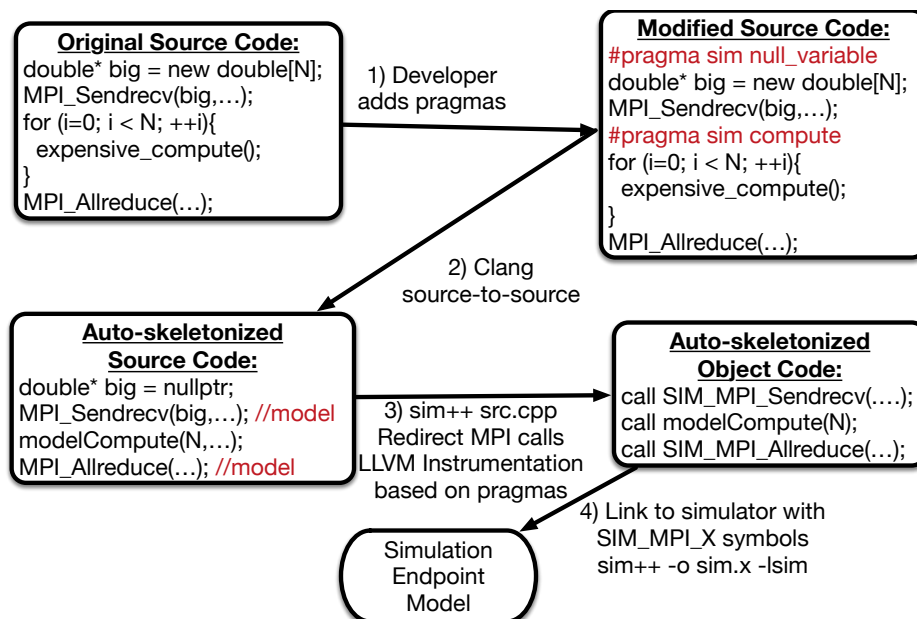 Original Source Code:
double* big = new double[N];
MPI_Sendrecv(big,…);
for (i=0; i < N; ++i){
expensive_compute();
}
MPI_Allreduce(…);
1) Developer
adds pragmas
Modified Source Code:
#pragma sim null_variable
double* big = new double[N];
MPI_Sendrecv(big,…);
#pragma sim compute
for (i=0; i < N; ++i){
expensive_compute();
}
MPI_Allreduce(…);
2) Clang
source-to-source
Auto-skeletonized
Source Code:
double* big = nullptr;
MPI_Sendrecv(big,…); //model
modelCompute(N,…);
MPI_Allreduce(…); //model
3) sim++ src.cpp
Redirect MPI calls
LLVM Instrumentation
based on pragmas
Auto-skeletonized
Object Code:
call SIM_MPI_Sendrecv(….);
call modelCompute(N);
call SIM_MPI_Allreduce(…);
4) Link to simulator with
SIM_MPI_X symbols
sim++ -o sim.x -lsim
Simulation
Endpoint
Model